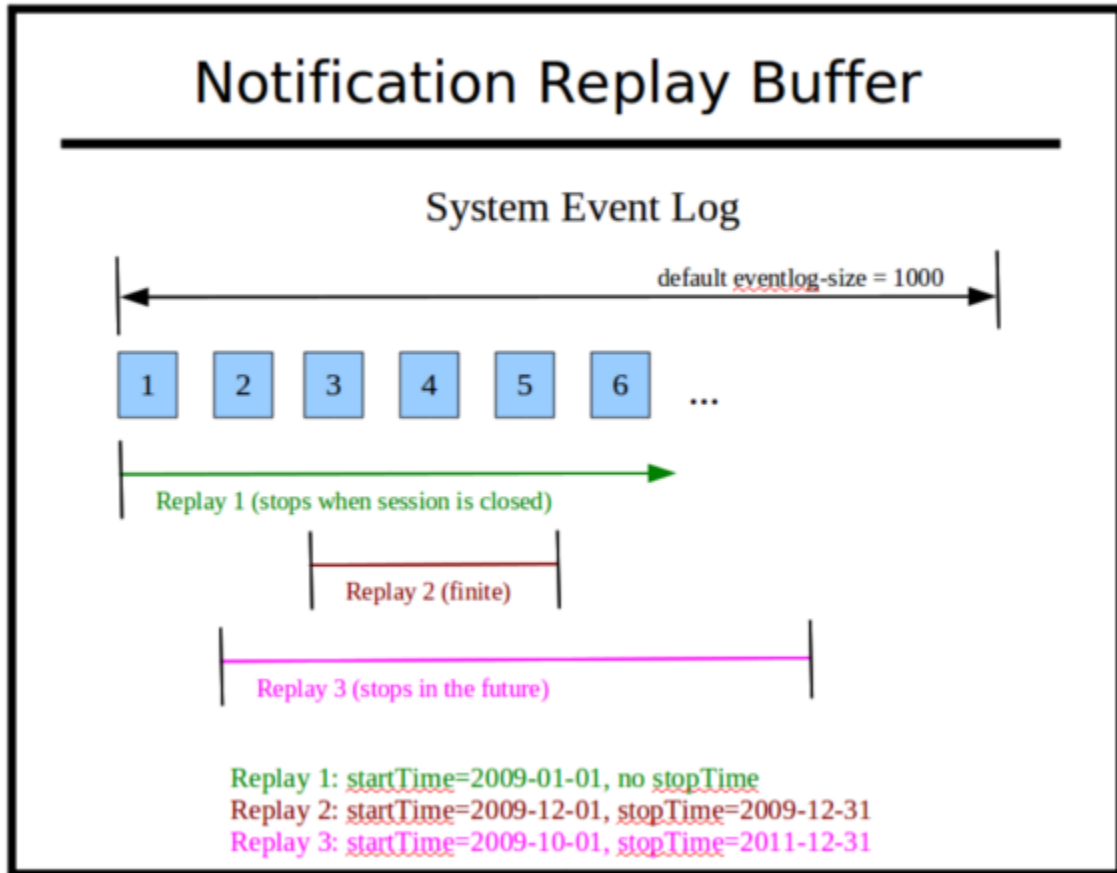 Notification Replay Buffer
System Event Log
default eventlog-size = 1000
1 2 3 4 5 6 ...
Replay 1 (stops when session is closed)
Replay 2 (finite)
Replay 3 (stops in the future)
Replay 1: startTime=2009-01-01, no stopTime
Replay 2: startTime=2009-12-01, stopTime=2009-12-31
Replay 3: startTime=2009-10-01, stopTime=2011-12-31